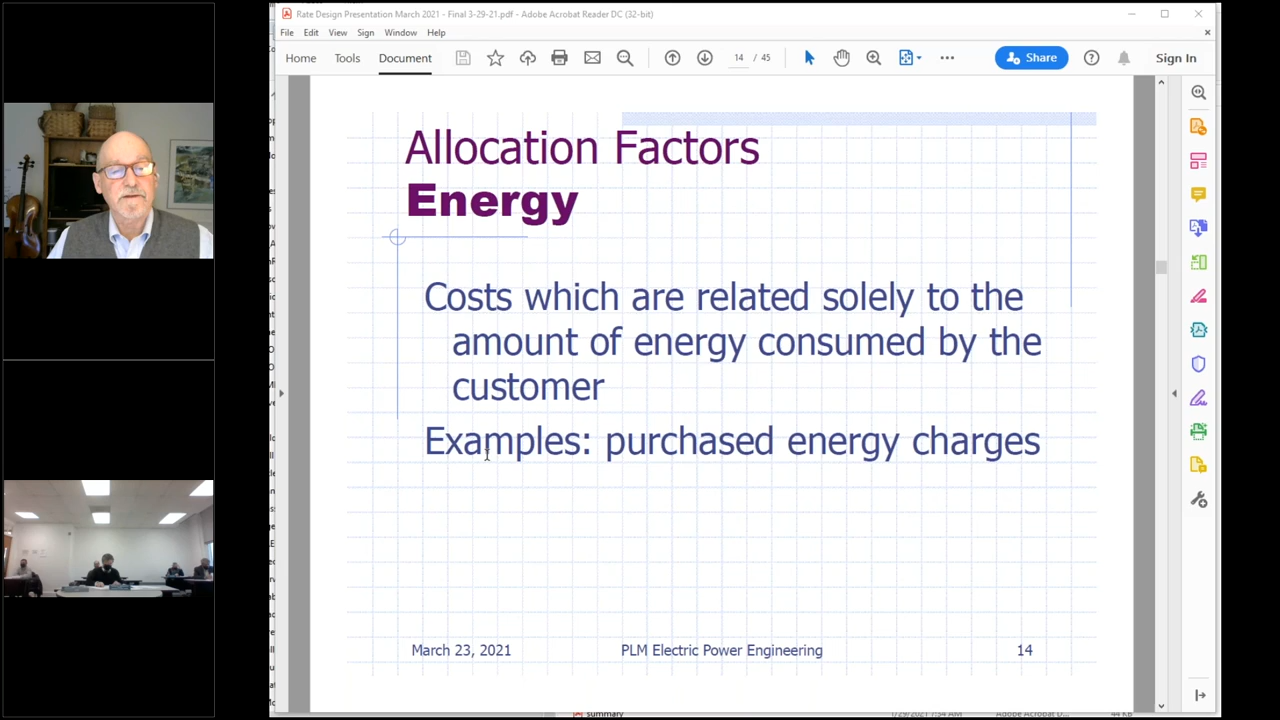 Rate Design Presentation March 2021 - Final 3-29-21.pdf - Adobe Acrobat Reader DC (32-bit)
File Edit View Sign Window Help
Home Tools Document 14 / 45 Share Sign In
Allocation Factors
Energy
Costs which are related solely to the
amount of energy consumed by the
customer
Examples: purchased energy charges
March 23, 2021 PLM Electric Power Engineering 14
summary